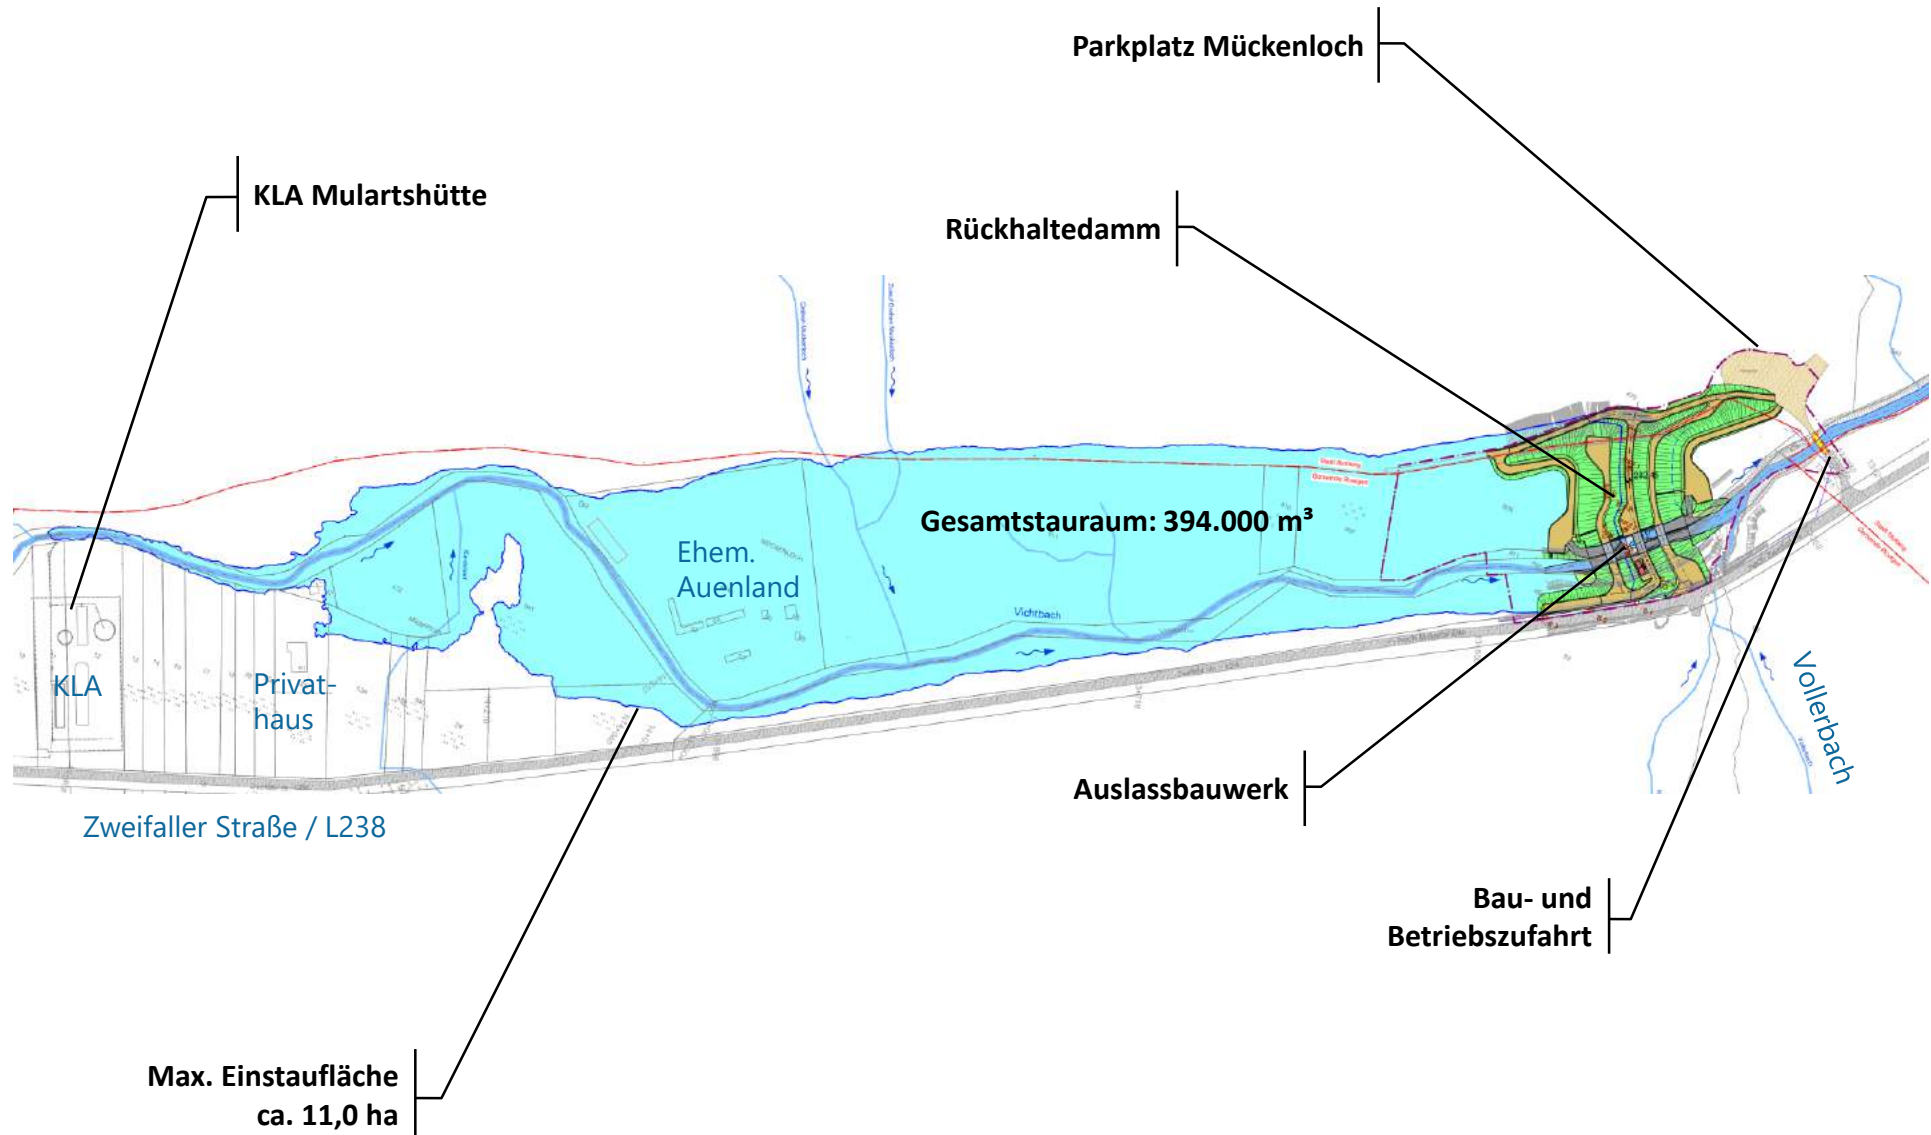 Parkplatz Mückenloch
KLA Mulartshütte
Rückhaltedamm
Gesamtstauraum: 394.000 m³
Ehem.
Auenland
Vichtbach
KLA
Privat-
haus
Vollerbach
Auslassbauwerk
Zweifaller Straße / L238
Bau- und
Betriebszufahrt
Max. Einstaufläche
ca. 11,0 ha